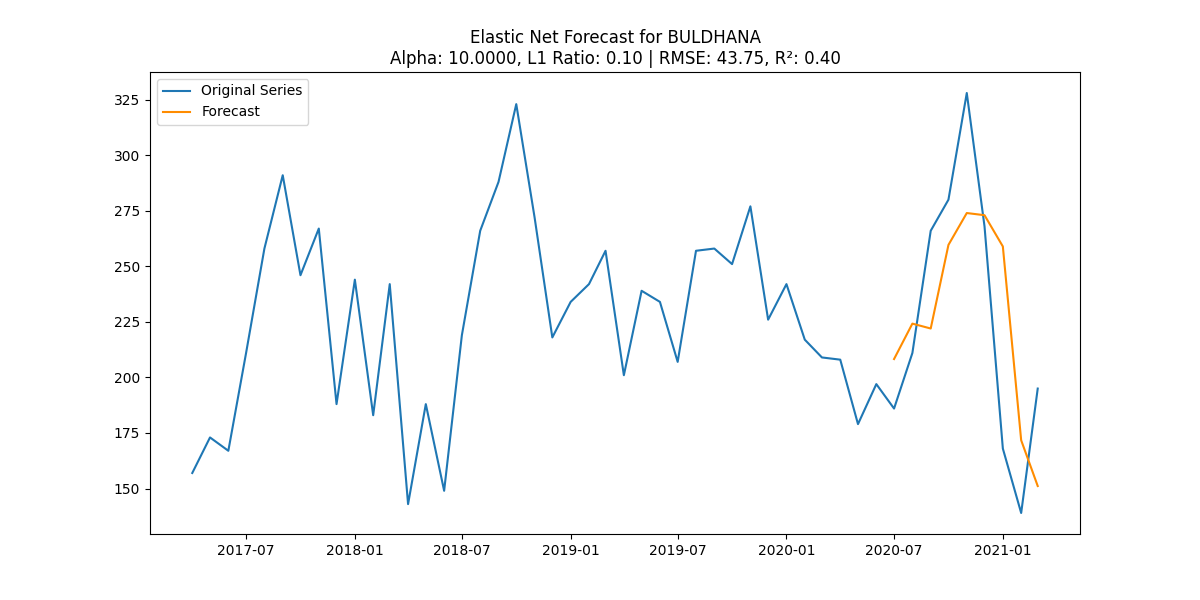 Elastic Net Forecast for BULDHANA
Alpha: 10.0000, L1 Ratio: 0.10 | RMSE: 43.75, R²: 0.40
Original Series
Forecast
325
300
275
250
225
200
175
150
2017-07 2018-01 2018-07 2019-01 2019-07 2020-01 2020-07 2021-01